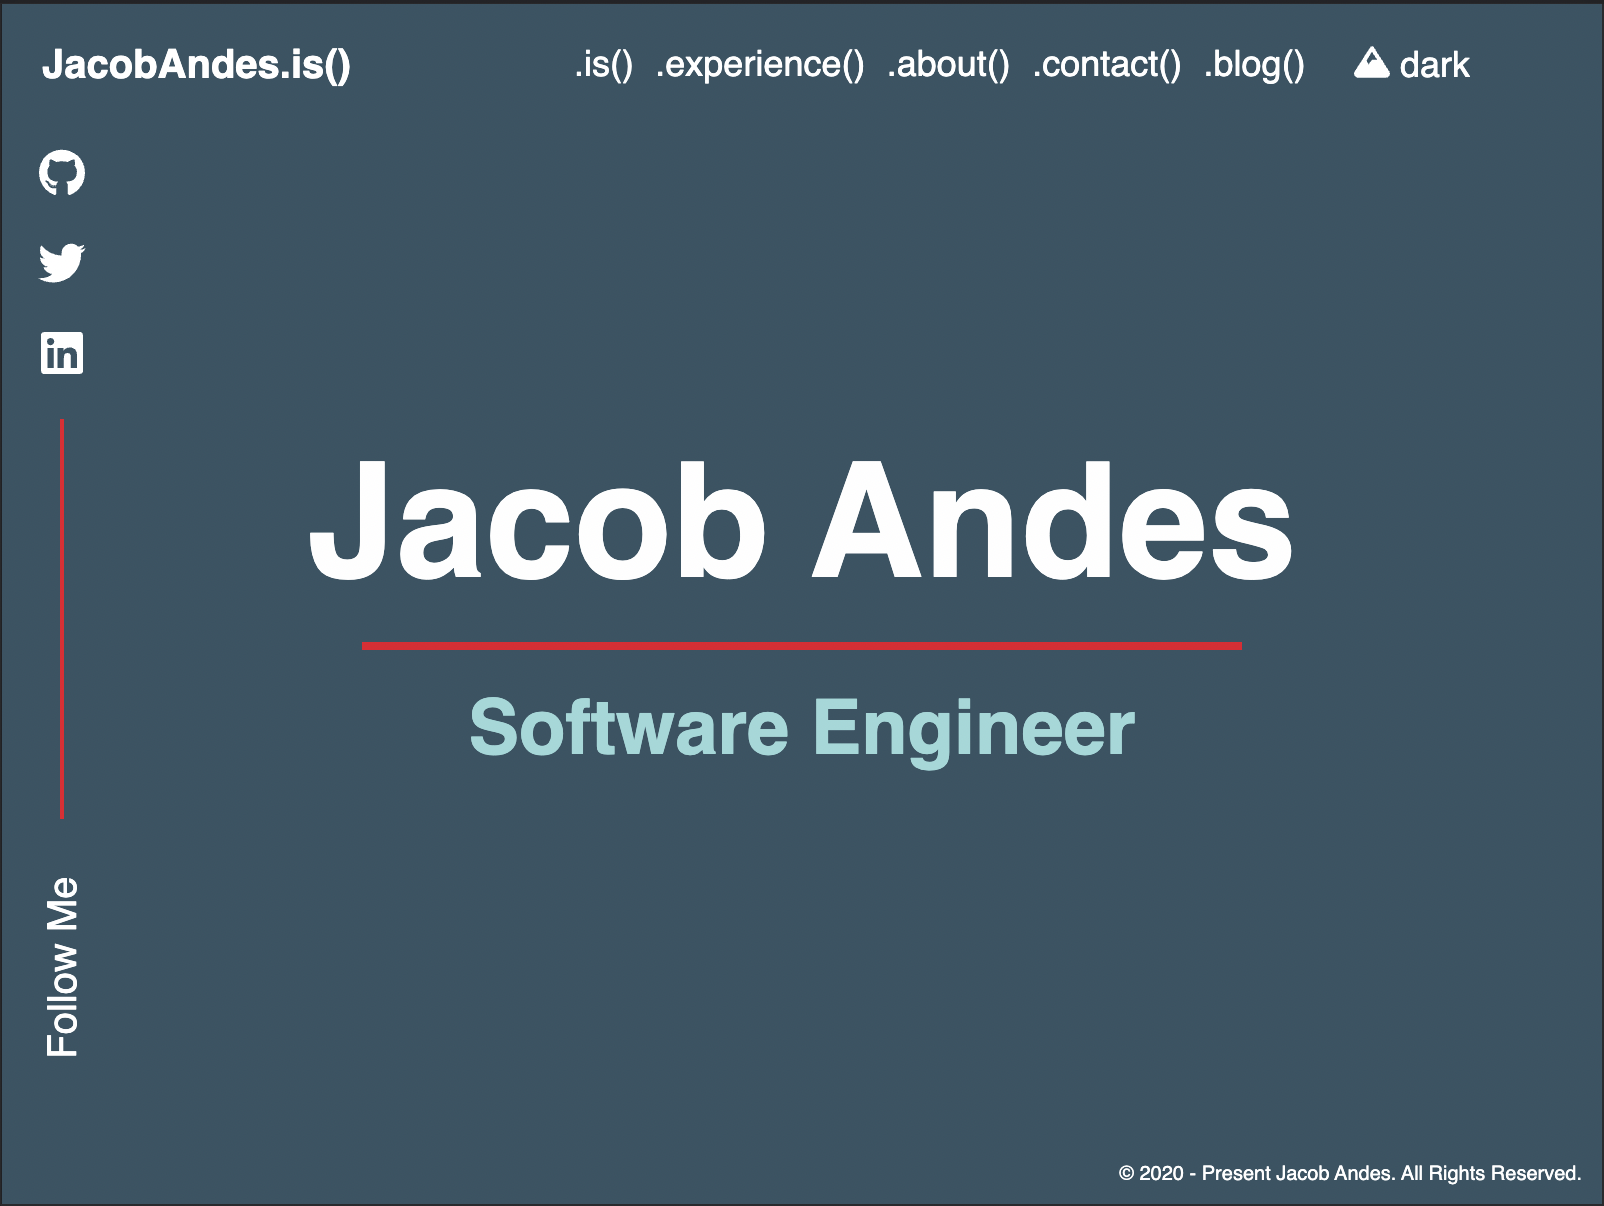 JacobAndes.is()
.is() .experience() .about() .contact() .blog() dark
in
Jacob Andes
Software Engineer
Follow Me
© 2020 - Present Jacob Andes. All Rights Reserved.